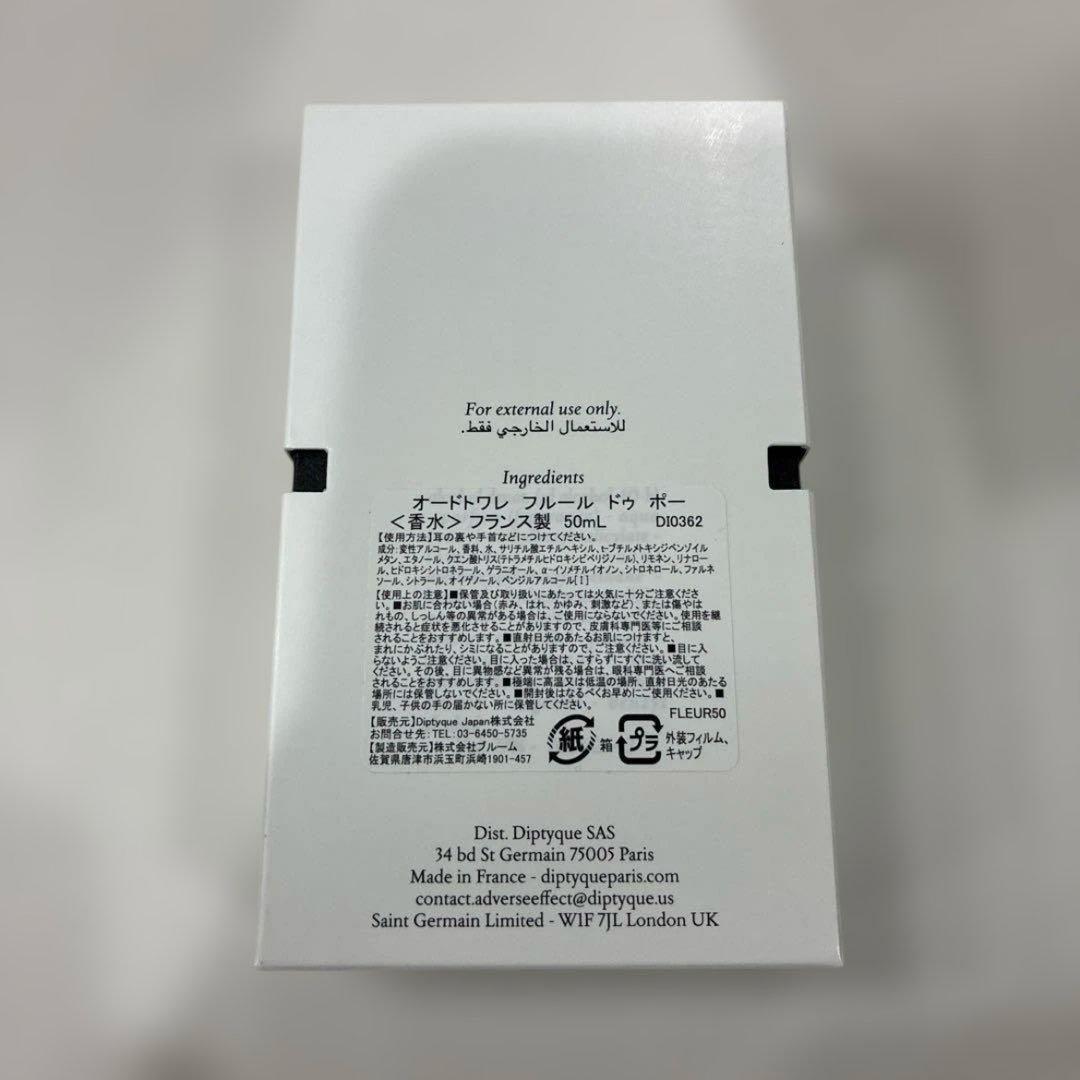 For external use only.
للاستعمال الخارجي فقط.
Ingredients
オードトワレ フルール ドゥ ポー
＜香水＞ フランス製 50mL DI0362
【使用方法】耳の裏や手首などにつけてください。
成分：変性アルコール、香料、水、サリチル酸エチルヘキシル、t-ブチルメトキシジベンゾイル
メタン、エタノール、クエン酸トリス(テトラメチルヒドロキシピペリジノール)、リモネン、リナロー
ル、ヒドロキシシトロネラール、ゲラニオール、α-イソメチルイオノン、シトロネロール、ファルネ
ソール、シトラール、オイゲノール、ベンジルアルコール[I]
【使用上の注意】■保管及び取り扱いにあたっては火気に十分ご注意くださ
い。■お肌に合わない場合(赤み、はれ、かゆみ、刺激など)、または傷やは
れもの、しっしん等の異常がある場合は、ご使用にならないでください。使用を継
続されると症状を悪化させることがありますので、皮膚科専門医等にご相談
されることをおすすめします。■直射日光のあたるお肌につけますと、
まれにかぶれたり、シミになることがありますので、ご注意ください。■目に入
らないようご注意ください。目に入った場合は、こすらずにすぐに洗い流して
ください。その後、目に異物感など異常が残る場合は、眼科専門医へご相談
されることをおすすめします。■極端に高温又は低温の場所、直射日光のあたる
場所には保管しないでください。■開封後はなるべくお早めにご使用ください。■
乳児、子供の手の届かない所に保管してください。
FLEUR50
【販売元】Diptyque Japan株式会社
お問合せ先：TEL：03-6450-5735
【製造販売元】株式会社ブルーム
佐賀県唐津市浜玉町浜崎1901-457
紙 箱 プラ 外装フィルム、
キャップ
Dist. Diptyque SAS
34 bd St Germain 75005 Paris
Made in France - diptyqueparis.com
contact.adverseeffect@diptyque.us
Saint Germain Limited - W1F 7JL London UK